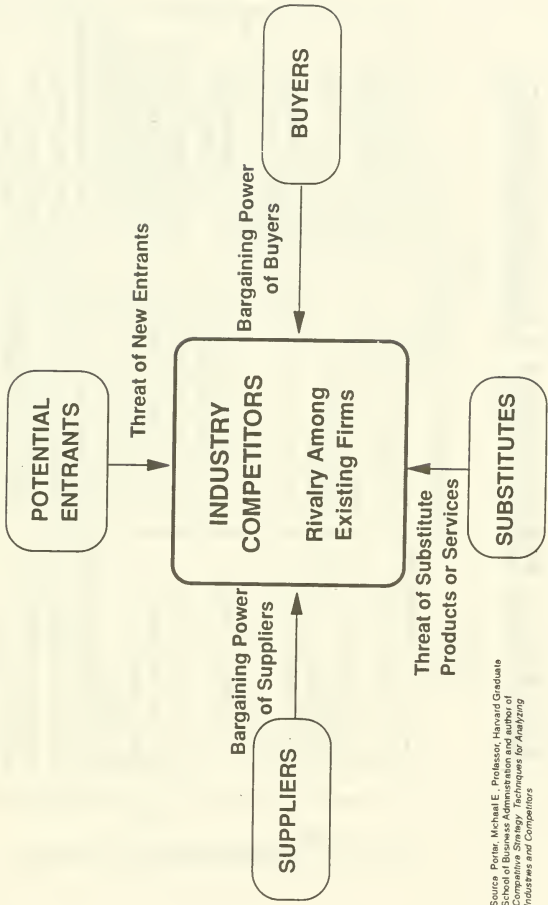 POTENTIAL
ENTRANTS
Threat of New Entrants
SUPPLIERS
Bargaining Power
of Suppliers
INDUSTRY
COMPETITORS
Rivalry Among
Existing Firms
Bargaining Power
of Buyers
BUYERS
Threat of Substitute
Products or Services
SUBSTITUTES
Source Porter, Michael E , Professor, Harvard Graduate
School of Business Administration and author of
Competitive Strategy Techniques for Analyzing
Industries and Competitors